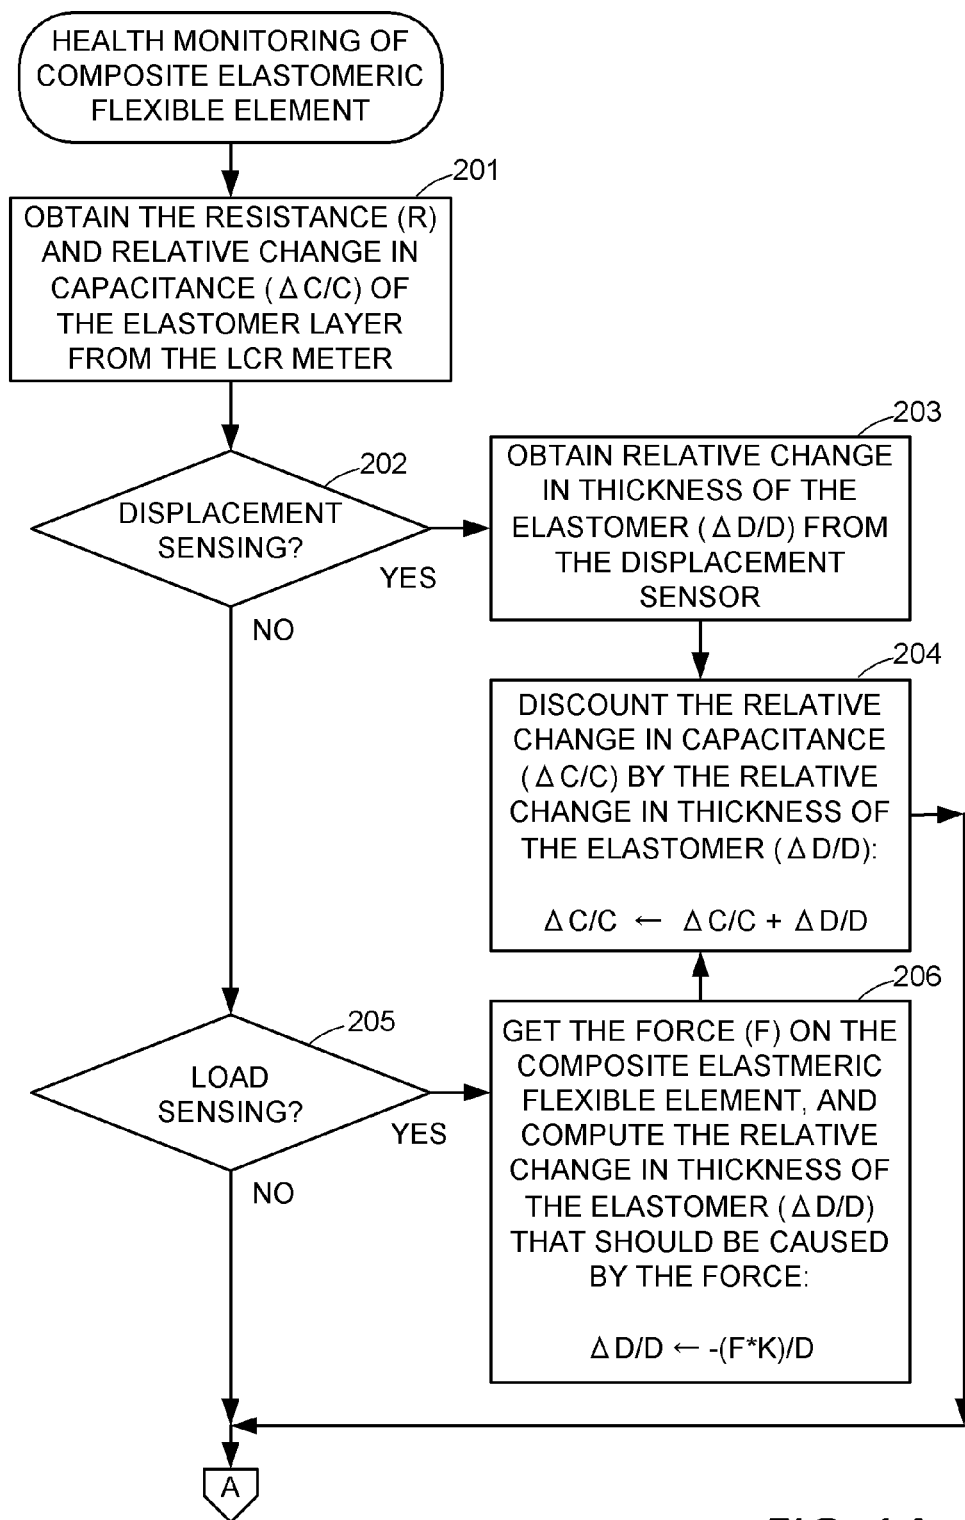 HEALTH MONITORING OF
COMPOSITE ELASTOMERIC
FLEXIBLE ELEMENT
201
OBTAIN THE RESISTANCE (R)
AND RELATIVE CHANGE IN
CAPACITANCE (ΔC/C) OF
THE ELASTOMER LAYER
FROM THE LCR METER
202
DISPLACEMENT
SENSING?
YES
NO
203
OBTAIN RELATIVE CHANGE
IN THICKNESS OF THE
ELASTOMER (ΔD/D) FROM
THE DISPLACEMENT
SENSOR
204
DISCOUNT THE RELATIVE
CHANGE IN CAPACITANCE
(ΔC/C) BY THE RELATIVE
CHANGE IN THICKNESS OF
THE ELASTOMER (ΔD/D):
ΔC/C ← ΔC/C + ΔD/D
205
LOAD
SENSING?
YES
NO
206
GET THE FORCE (F) ON THE
COMPOSITE ELASTMERIC
FLEXIBLE ELEMENT, AND
COMPUTE THE RELATIVE
CHANGE IN THICKNESS OF
THE ELASTOMER (ΔD/D)
THAT SHOULD BE CAUSED
BY THE FORCE:
ΔD/D ← -(F*K)/D
A